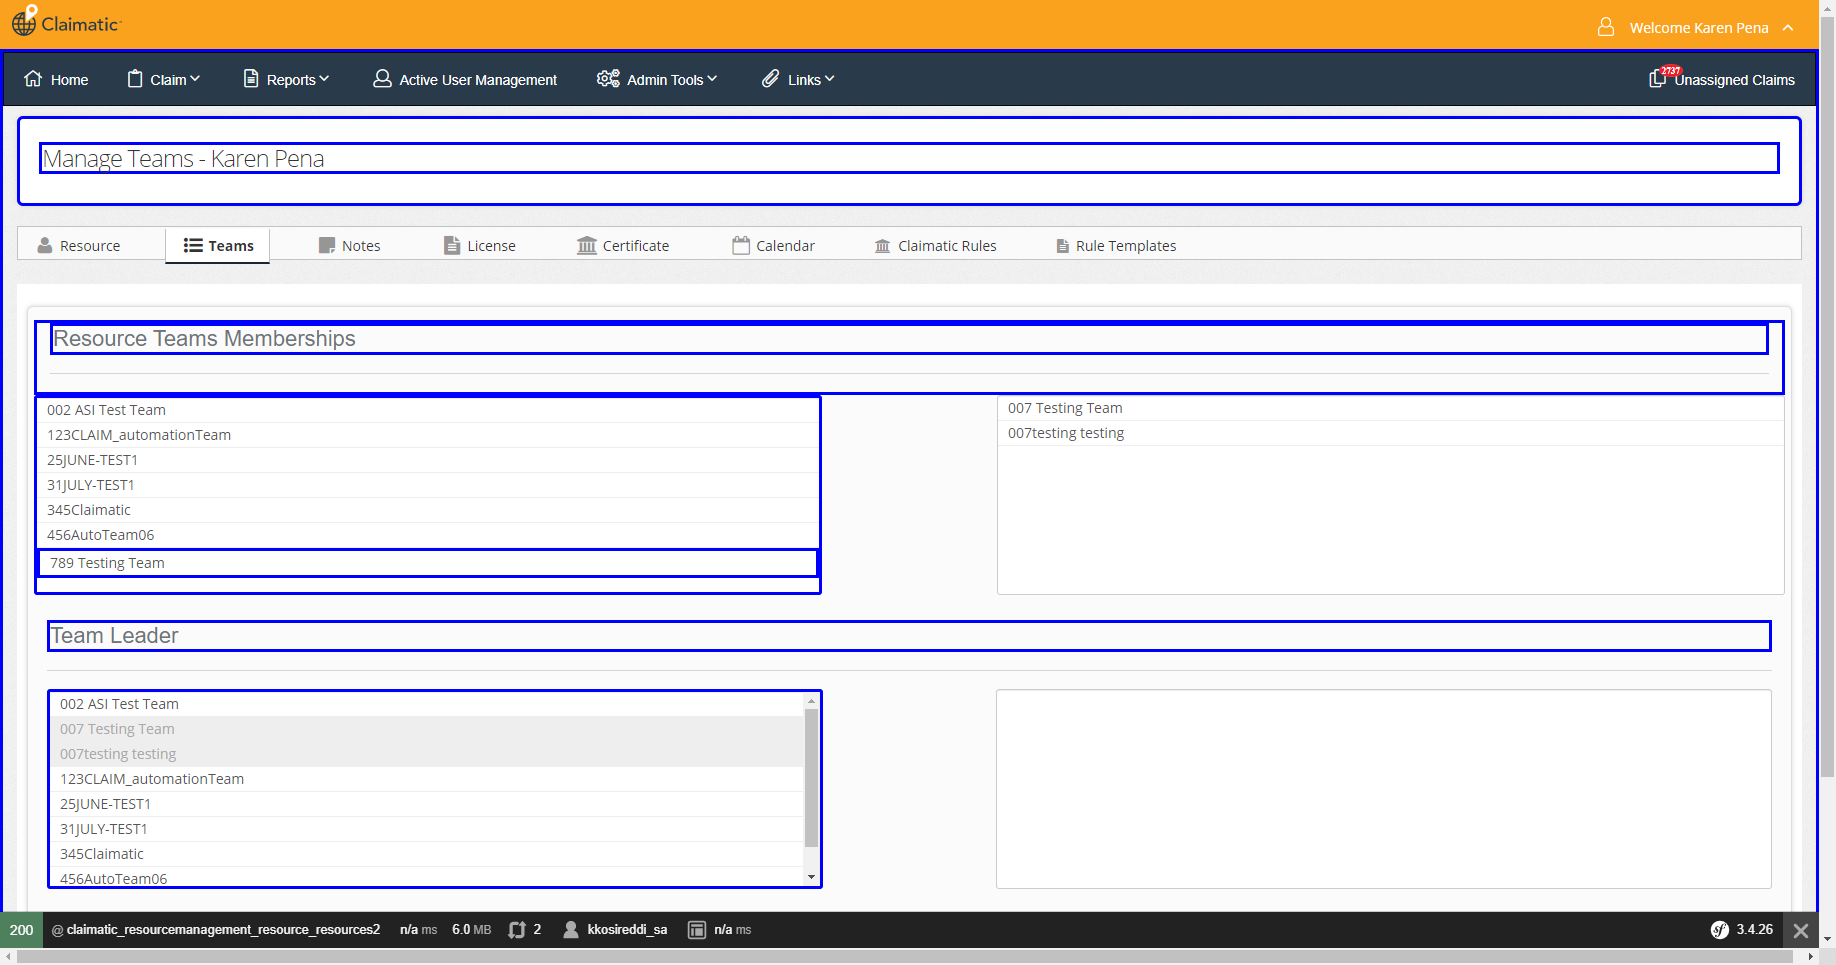 Claimatic
Welcome Karen Pena
Home
Claim
Reports
Active User Management
Admin Tools
Links
2737
Unassigned Claims
Manage Teams - Karen Pena
Resource
Teams
Notes
License
Certificate
Calendar
Claimatic Rules
Rule Templates
Resource Teams Memberships
002 ASI Test Team
123CLAIM_automationTeam
25JUNE-TEST1
31JULY-TEST1
345Claimatic
456AutoTeam06
789 Testing Team
007 Testing Team
007testing testing
Team Leader
002 ASI Test Team
007 Testing Team
007testing testing
123CLAIM_automationTeam
25JUNE-TEST1
31JULY-TEST1
345Claimatic
456AutoTeam06
200 @ claimatic_resourcemanagement_resource_resources2 n/a ms 6.0 MB 2 kkosireddi_sa n/a ms sf 3.4.26